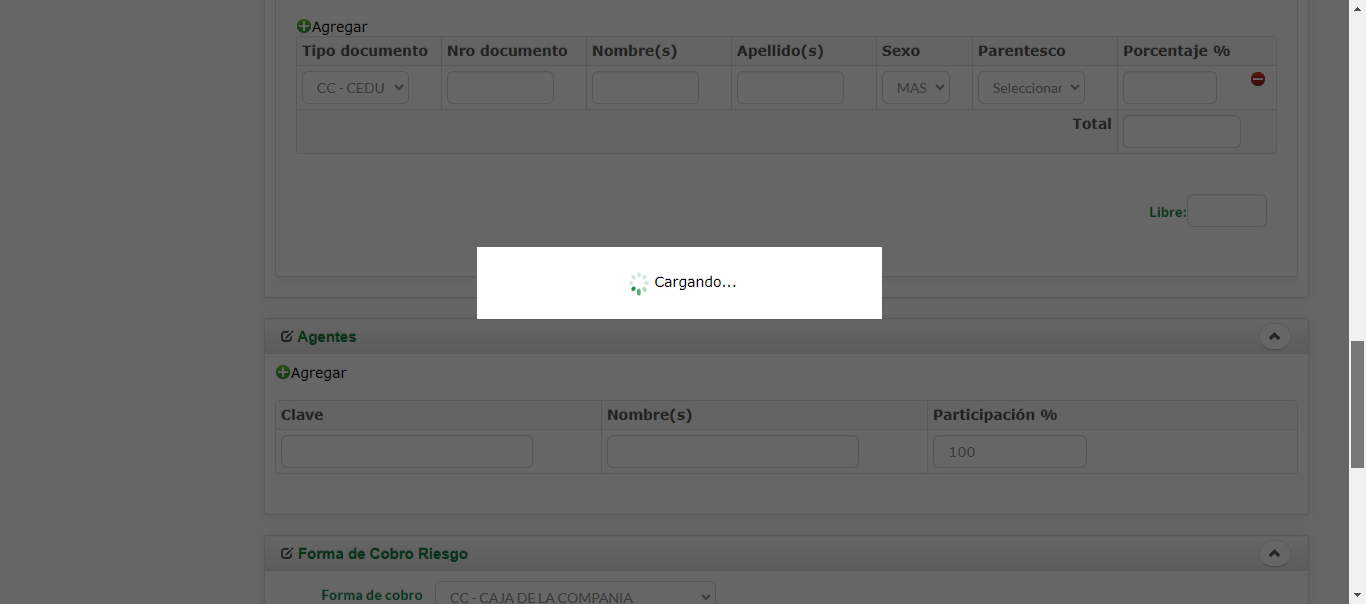 Agregar
Tipo documento Nro documento Nombre(s) Apellido(s) Sexo Parentesco Porcentaje %
CC - CEDU MAS Seleccionar
Total
Libre:
Cargando...
Agentes
Agregar
Clave Nombre(s) Participación %
100
Forma de Cobro Riesgo
Forma de cobro CC - CAJA DE LA COMPANIA